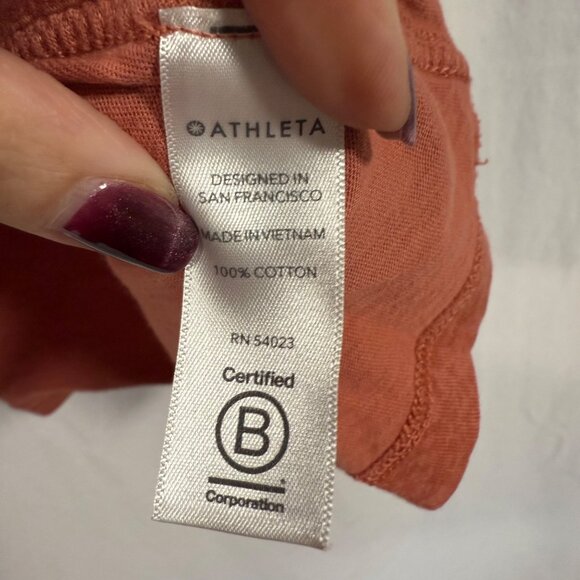 ATHLETA
DESIGNED IN
SAN FRANCISCO
MADE IN VIETNAM
100% COTTON
RN 54023
Certified
B
Corporation